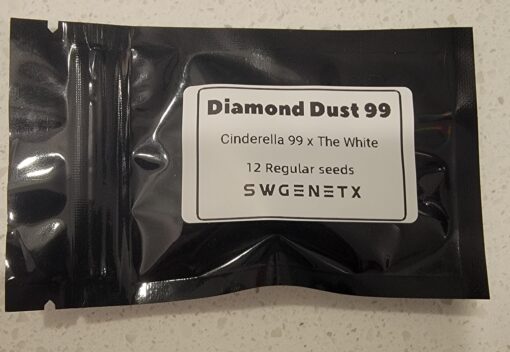 Diamond Dust 99
Cinderella 99 x The White
12 Regular seeds
SWGENETX